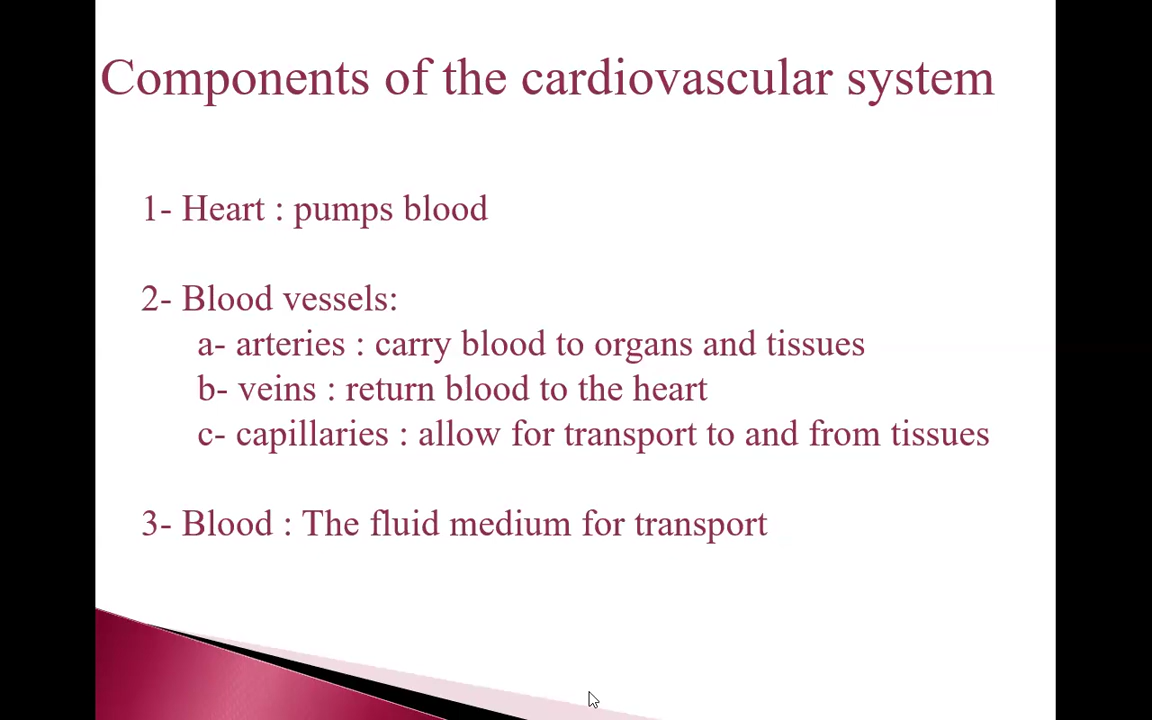 Components of the cardiovascular system
1- Heart : pumps blood
2- Blood vessels:
a- arteries : carry blood to organs and tissues
b- veins : return blood to the heart
c- capillaries : allow for transport to and from tissues
3- Blood : The fluid medium for transport